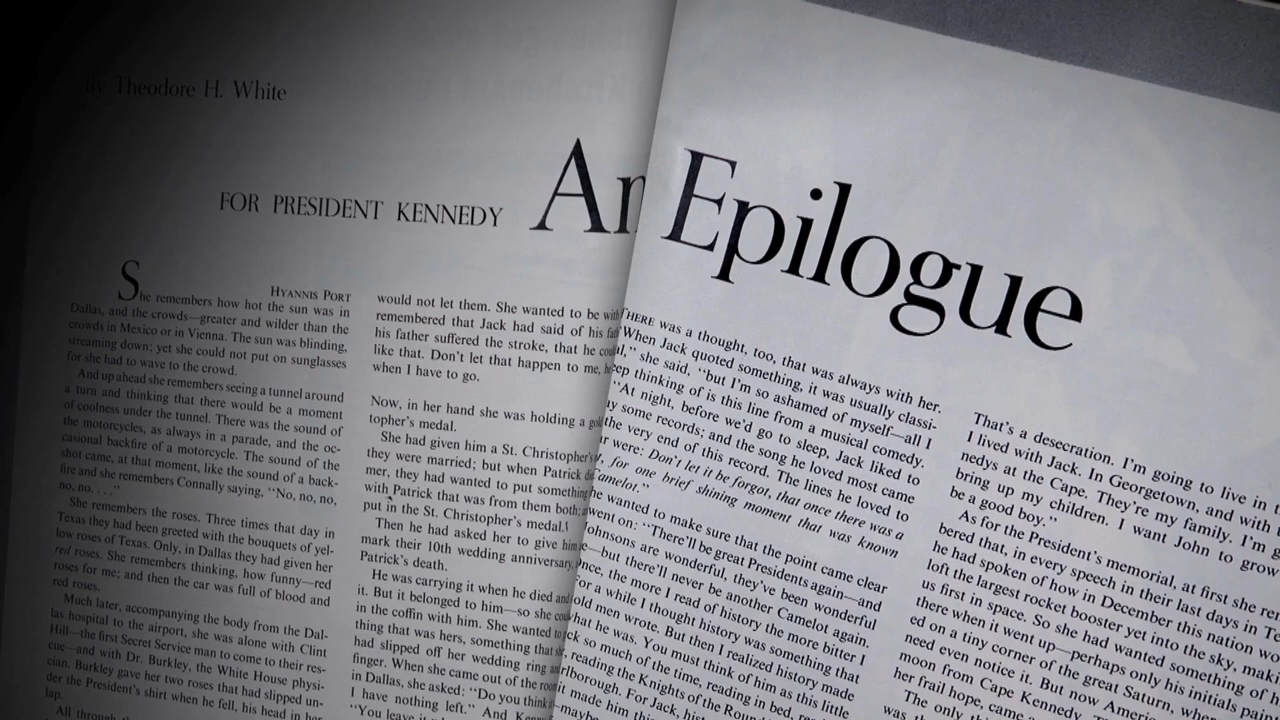 By Theodore H. White
FOR PRESIDENT KENNEDY An Epilogue
HYANNIS PORT
She remembers how hot the sun was in
Dallas, and the crowds—greater and wilder than the
crowds in Mexico or in Vienna. The sun was blinding,
streaming down; yet she could not put on sunglasses
for she had to wave to the crowd.
And up ahead she remembers seeing a tunnel around
a turn and thinking that there would be a moment
of coolness under the tunnel. There was the sound of
the motorcycles, as always in a parade, and the oc-
casional backfire of a motorcycle. The sound of the
shot came, at that moment, like the sound of a back-
fire and she remembers Connally saying, "No, no, no,
no, no. . . ."
She remembers the roses. Three times that day in
Texas they had been greeted with the bouquets of yel-
low roses of Texas. Only, in Dallas they had given her
red roses. She remembers thinking, how funny—red
roses for me; and then the car was full of blood and
red roses.
Much later, accompanying the body from the Dal-
las hospital to the airport, she was alone with Clint
Hill—the first Secret Service man to come to their res-
cue—and with Dr. Burkley, the White House physi-
cian. Burkley gave her two roses that had slipped un-
der the President's shirt when he fell, his head in her
lap.
All through the
would not let them. She wanted to be with
remembered that Jack had said of his
his father suffered the stroke, that he
like that. Don't let that happen to me,
when I have to go.
Now, in her hand she was holding a
topher's medal.
She had given him a St. Christopher's
they were married; but when Patrick
mer, they had wanted to put something
with Patrick that was from them both;
put in the St. Christopher's medal.
Then he had asked her to give him
mark their 10th wedding anniversary,
Patrick's death.
He was carrying it when he died and
it. But it belonged to him—so she
in the coffin with him. She wanted to
thing that was hers, something that
had slipped off her wedding ring
finger. When she came out of the
in Dallas, she asked: "Do you think
I have nothing left." And
"You leave it
THERE was a thought, too, that was always with her.
"When Jack quoted something, it was usually classi-
she said, "but I'm so ashamed of myself—all I
thinking of is this line from a musical comedy.
"At night, before we'd go to sleep, Jack liked to
some records; and the song he loved most came
the very end of this record. The lines he loved to
were: Don't let it be forgot, that once there was a
for one brief shining moment that was known
Camelot."
She wanted to make sure that the point came clear
went on: "There'll be great Presidents again—and
Johnsons are wonderful, they've been wonderful
—but there'll never be another Camelot again.
the more I read of history the more bitter I
For a while I thought history was something that
old men wrote. But then I realized history made
what he was. You must think of him as this little
so much of the time, reading in bed,
reading the Knights of the Round
Marlborough. For Jack,
it made him this
—maybe
That's a desecration. I'm going to live in
I lived with Jack. In Georgetown, and with
nedys at the Cape. They're my family. I'm
bring up my children. I want John to grow
be a good boy."
As for the President's memorial, at first she
bered that, in every speech in their last days in
he had spoken of how in December this nation
loft the largest rocket booster yet into the sky,
us first in space. So she had wanted something of
there when it went up—perhaps only his initials
ed on a tiny corner of the great Saturn, where
need even notice it. But now
moon from Cape Kennedy.
her frail hope, came
The only
was